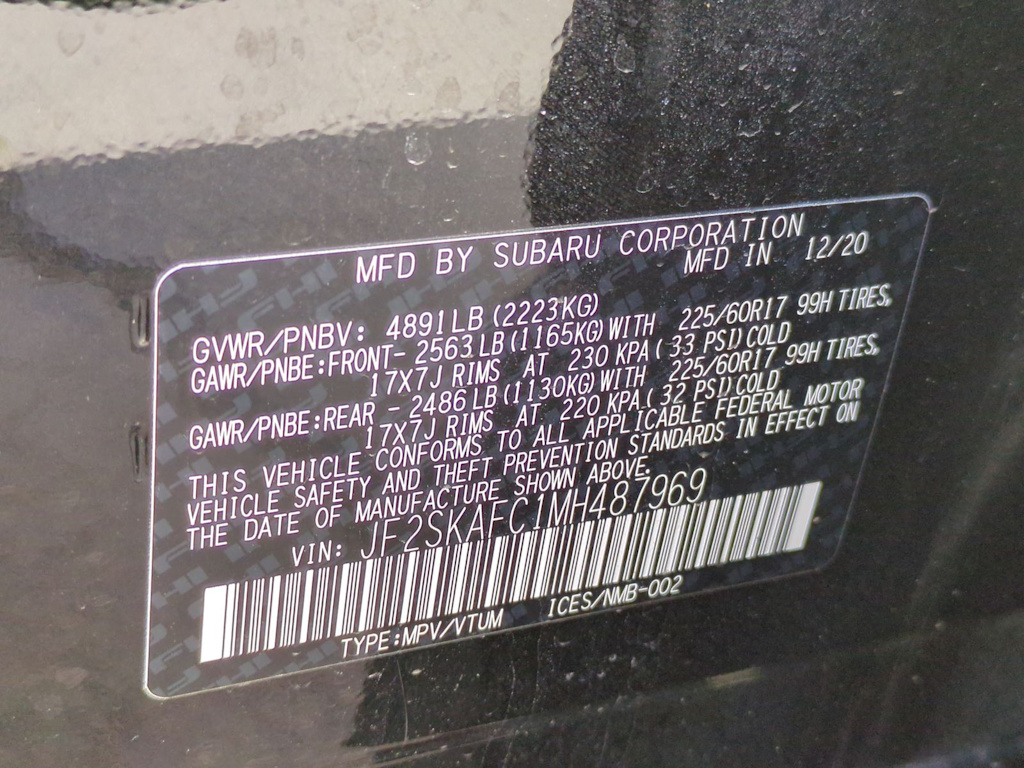 MFD BY SUBARU CORPORATION
MFD IN 12/20
GVWR/PNBV: 4891LB (2223KG)
GAWR/PNBE:FRONT- 2563LB(1165KG)WITH 225/60R17 99H TIRES,
17X7J RIMS AT 230 KPA( 33 PSI)COLD
GAWR/PNBE:REAR - 2486LB(1130KG)WITH 225/60R17 99H TIRES,
17X7J RIMS AT 220 KPA( 32 PSI)COLD
THIS VEHICLE CONFORMS TO ALL APPLICABLE FEDERAL MOTOR
VEHICLE SAFETY AND THEFT PREVENTION STANDARDS IN EFFECT ON
THE DATE OF MANUFACTURE SHOWN ABOVE.
VIN: JF2SKAFC1MH487969
TYPE:MPV/VTUM ICES/NMB-002